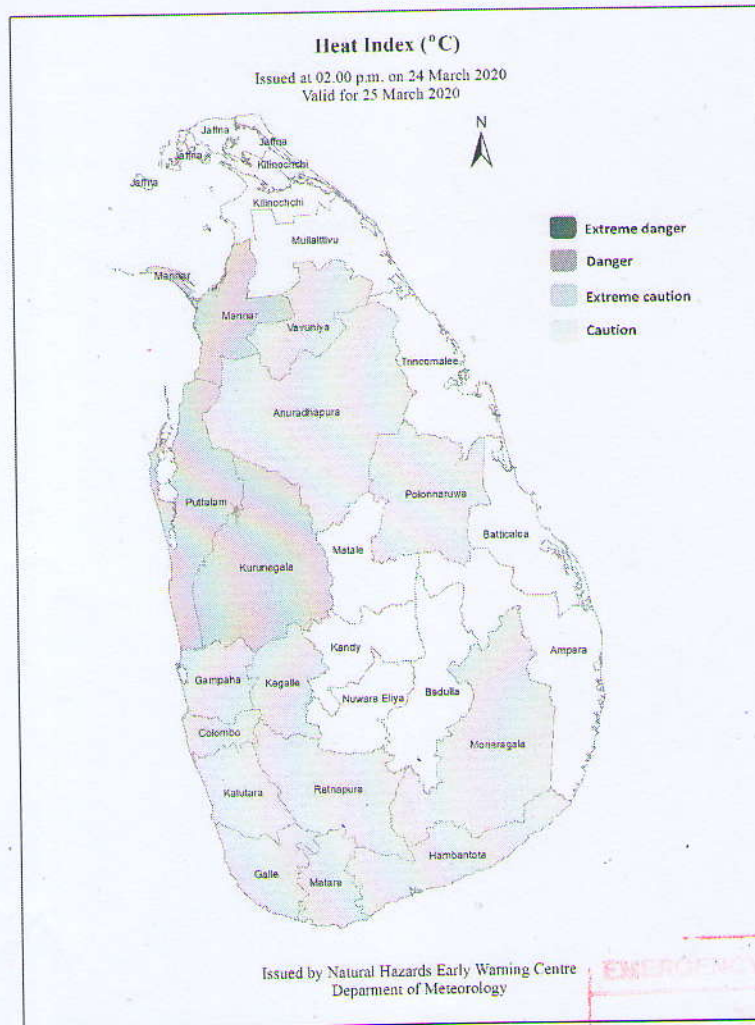 Heat Index (°C)
Issued at 02.00 p.m. on 24 March 2020
Valid for 25 March 2020
N
Jaffna
Jaffna
Jaffna
Kilinochchi
Jaffna
Kilinochchi
Mullaittivu
Mannar
Mannar
Vavuniya
Trincomalee
Anuradhapura
Polonnaruwa
Puttalam
Batticaloa
Matale
Kurunegala
Kandy
Ampara
Gampaha
Kegalle
Nuwara Eliya
Badulla
Colombo
Monaragala
Kalutara
Ratnapura
Hambantota
Galle
Matara
Extreme danger
Danger
Extreme caution
Caution
Issued by Natural Hazards Early Warning Centre
Deparment of Meteorology
EMERGENCY